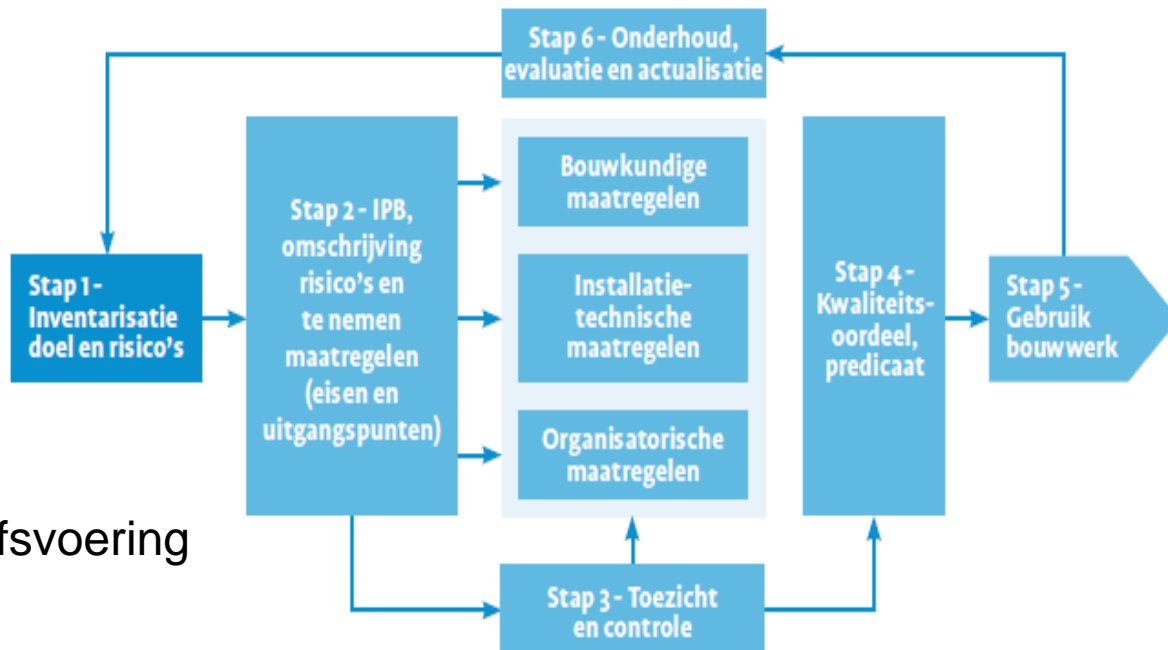 Stap 6 - Onderhoud,
evaluatie en actualisatie
Stap 1 -
Inventarisatie
doel en risico's
Stap 2 - IPB,
omschrijving
risico's en
te nemen
maatregelen
(eisen en
uitgangspunten)
Bouwkundige
maatregelen
Installatie-
technische
maatregelen
Organisatorische
maatregelen
Stap 4 -
Kwaliteits-
oordeel,
predicaat
Stap 5 -
Gebruik
bouwwerk
fsvoering
Stap 3 - Toezicht
en controle